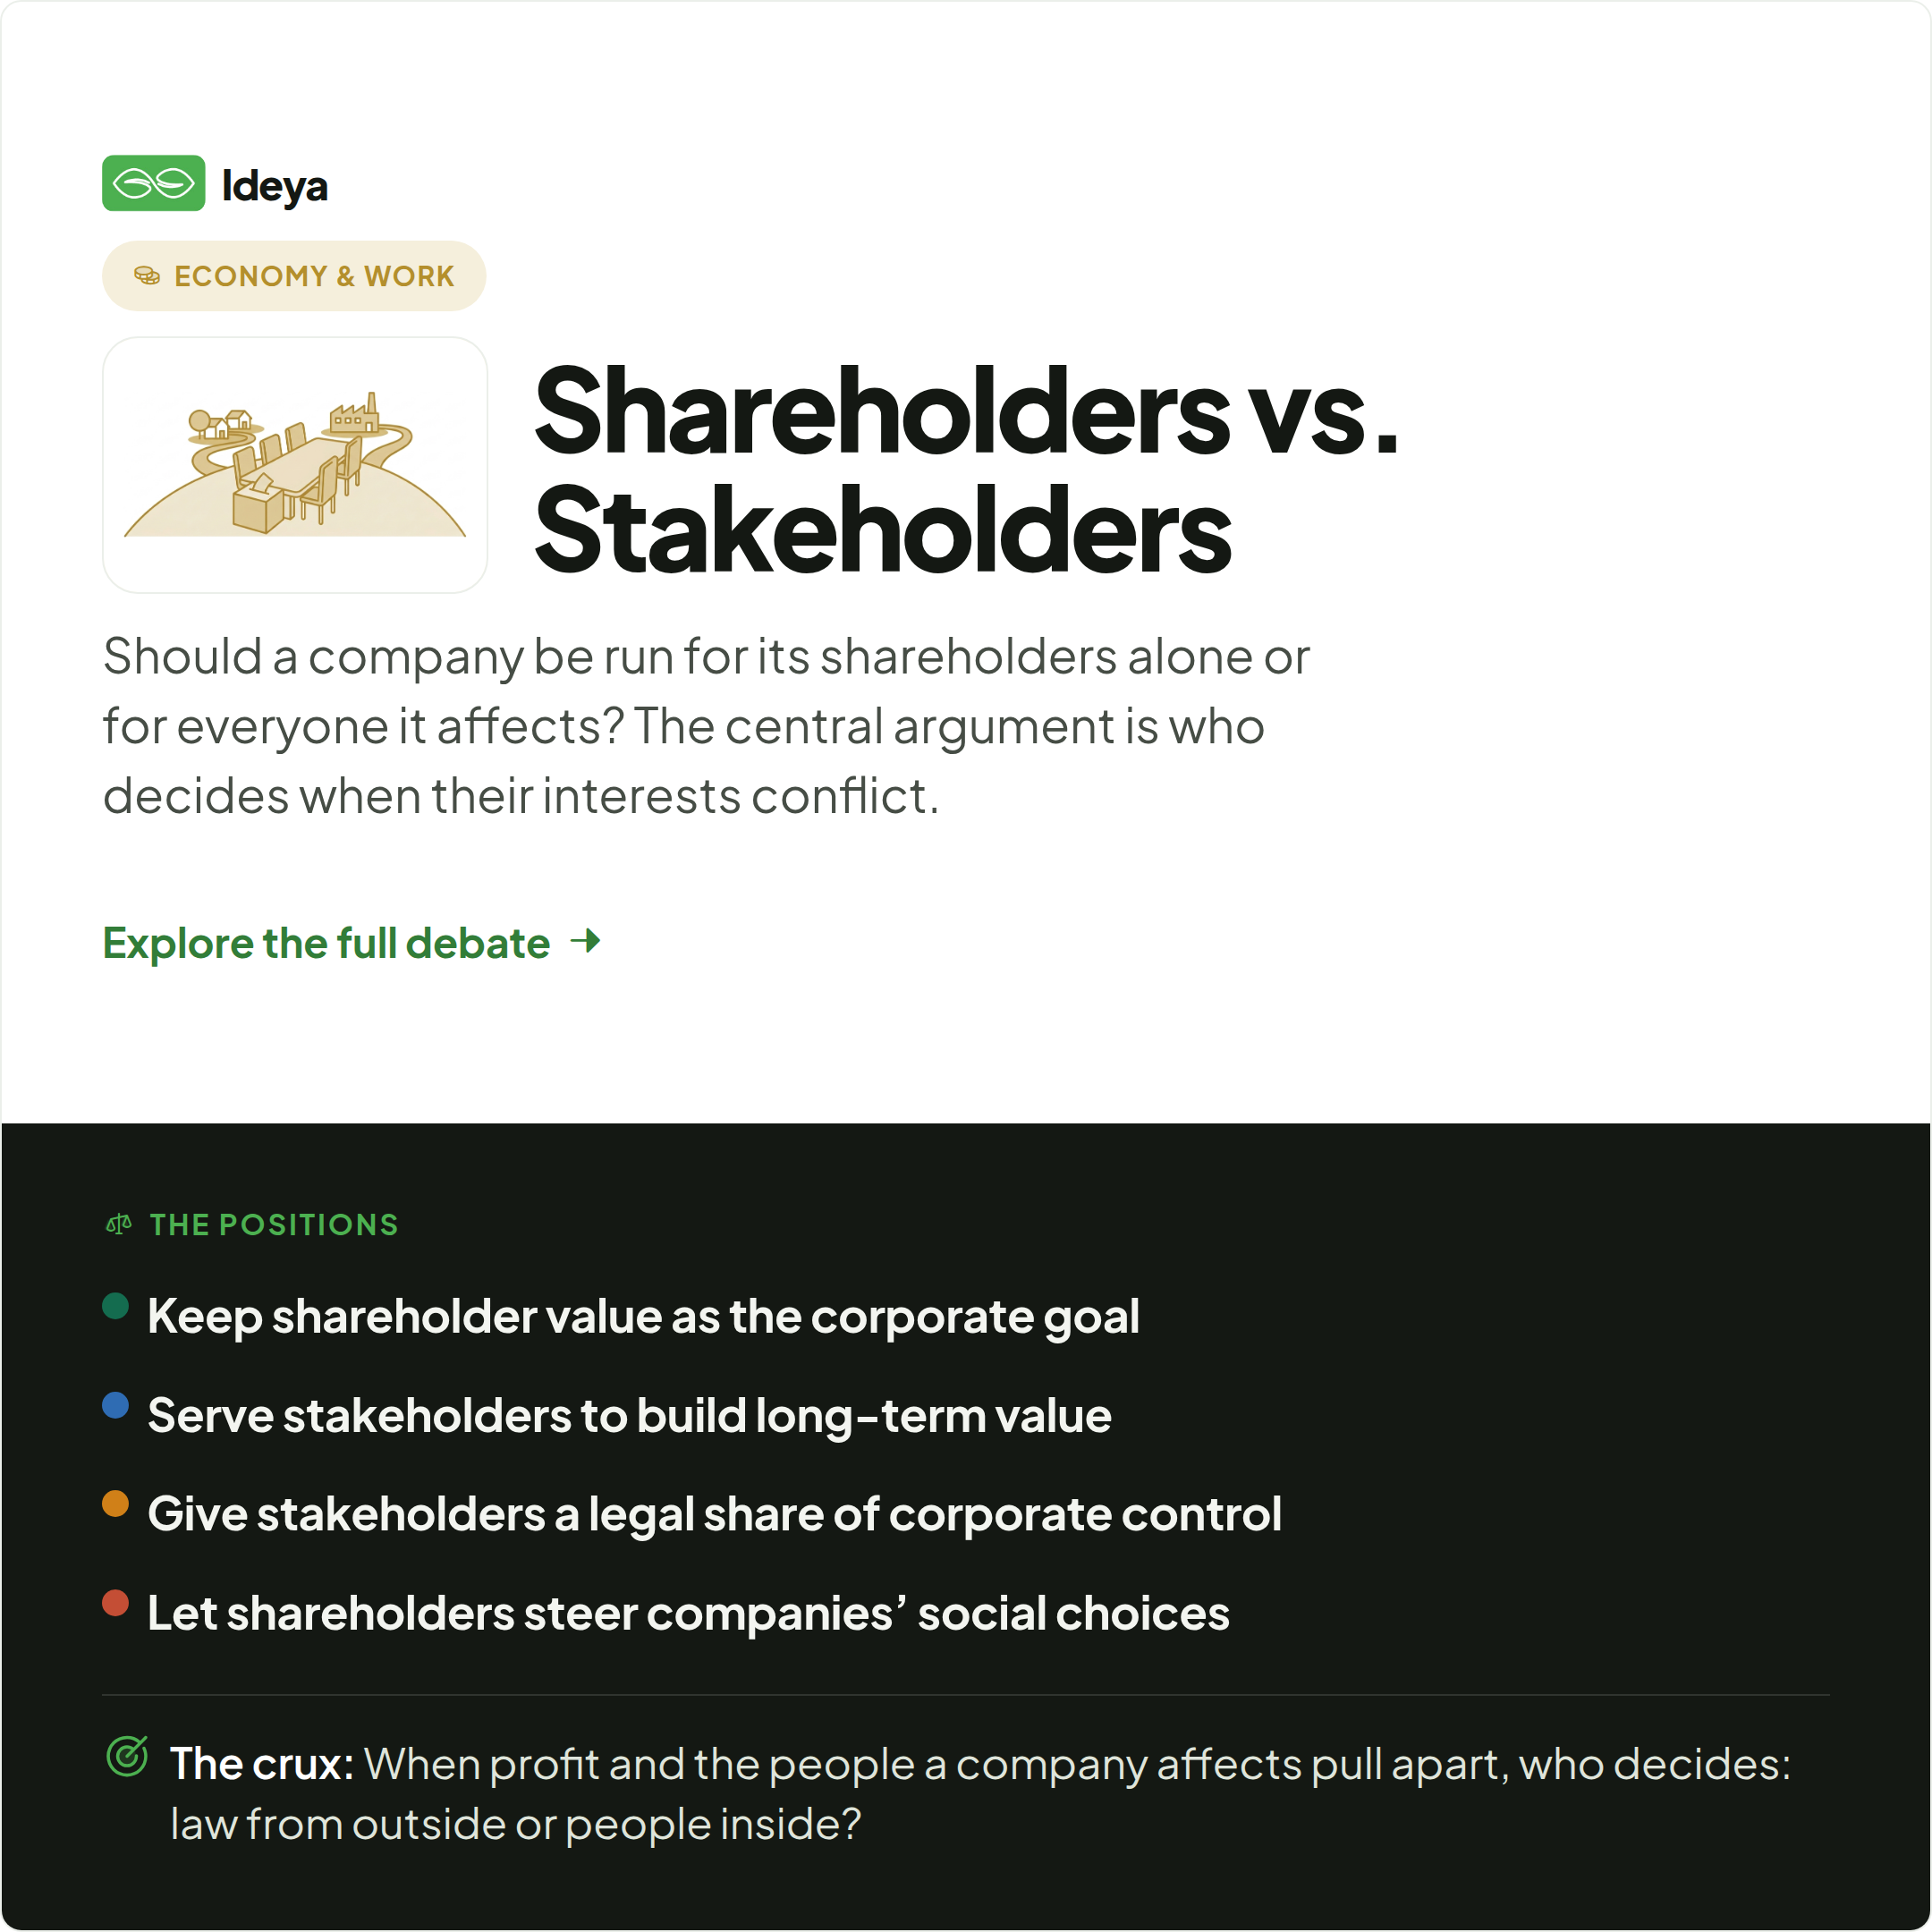 Ideya
ECONOMY & WORK
Shareholders vs.
Stakeholders
Should a company be run for its shareholders alone or
for everyone it affects? The central argument is who
decides when their interests conflict.
Explore the full debate
THE POSITIONS
Keep shareholder value as the corporate goal
Serve stakeholders to build long-term value
Give stakeholders a legal share of corporate control
Let shareholders steer companies’ social choices
The crux: When profit and the people a company affects pull apart, who decides:
law from outside or people inside?